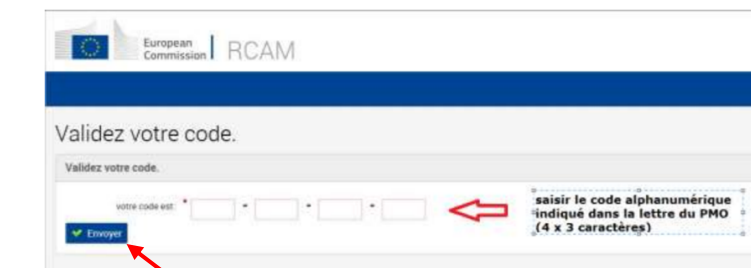 European
Commission
RCAM
Validez votre code.
Validez votre code.
votre code est: * - - -
saisir le code alphanumérique
indiqué dans la lettre du PMO
(4 x 3 caractères)
Envoyer